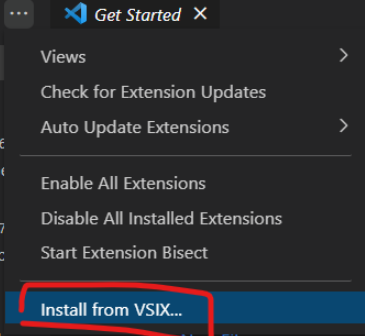 Get Started
Views
Check for Extension Updates
Auto Update Extensions
Enable All Extensions
Disable All Installed Extensions
Start Extension Bisect
Install from VSIX...